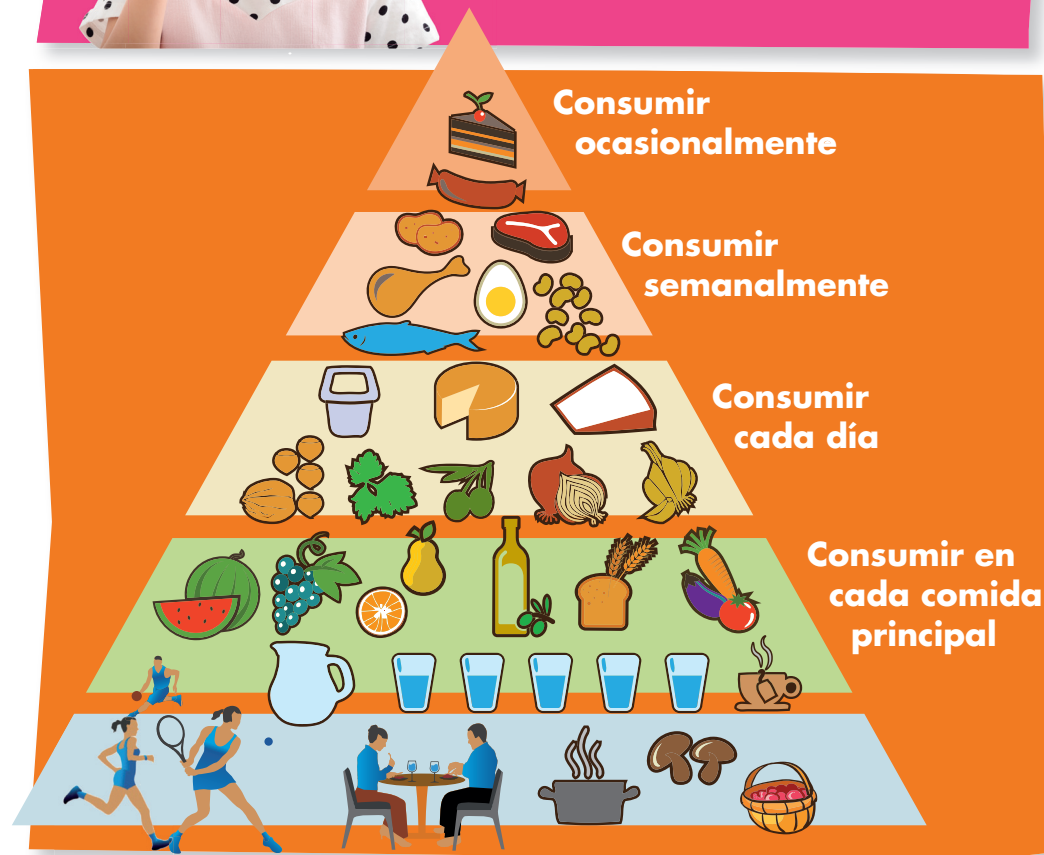 Consumir
ocasionalmente
Consumir
semanalmente
Consumir
cada día
Consumir en
cada comida
principal